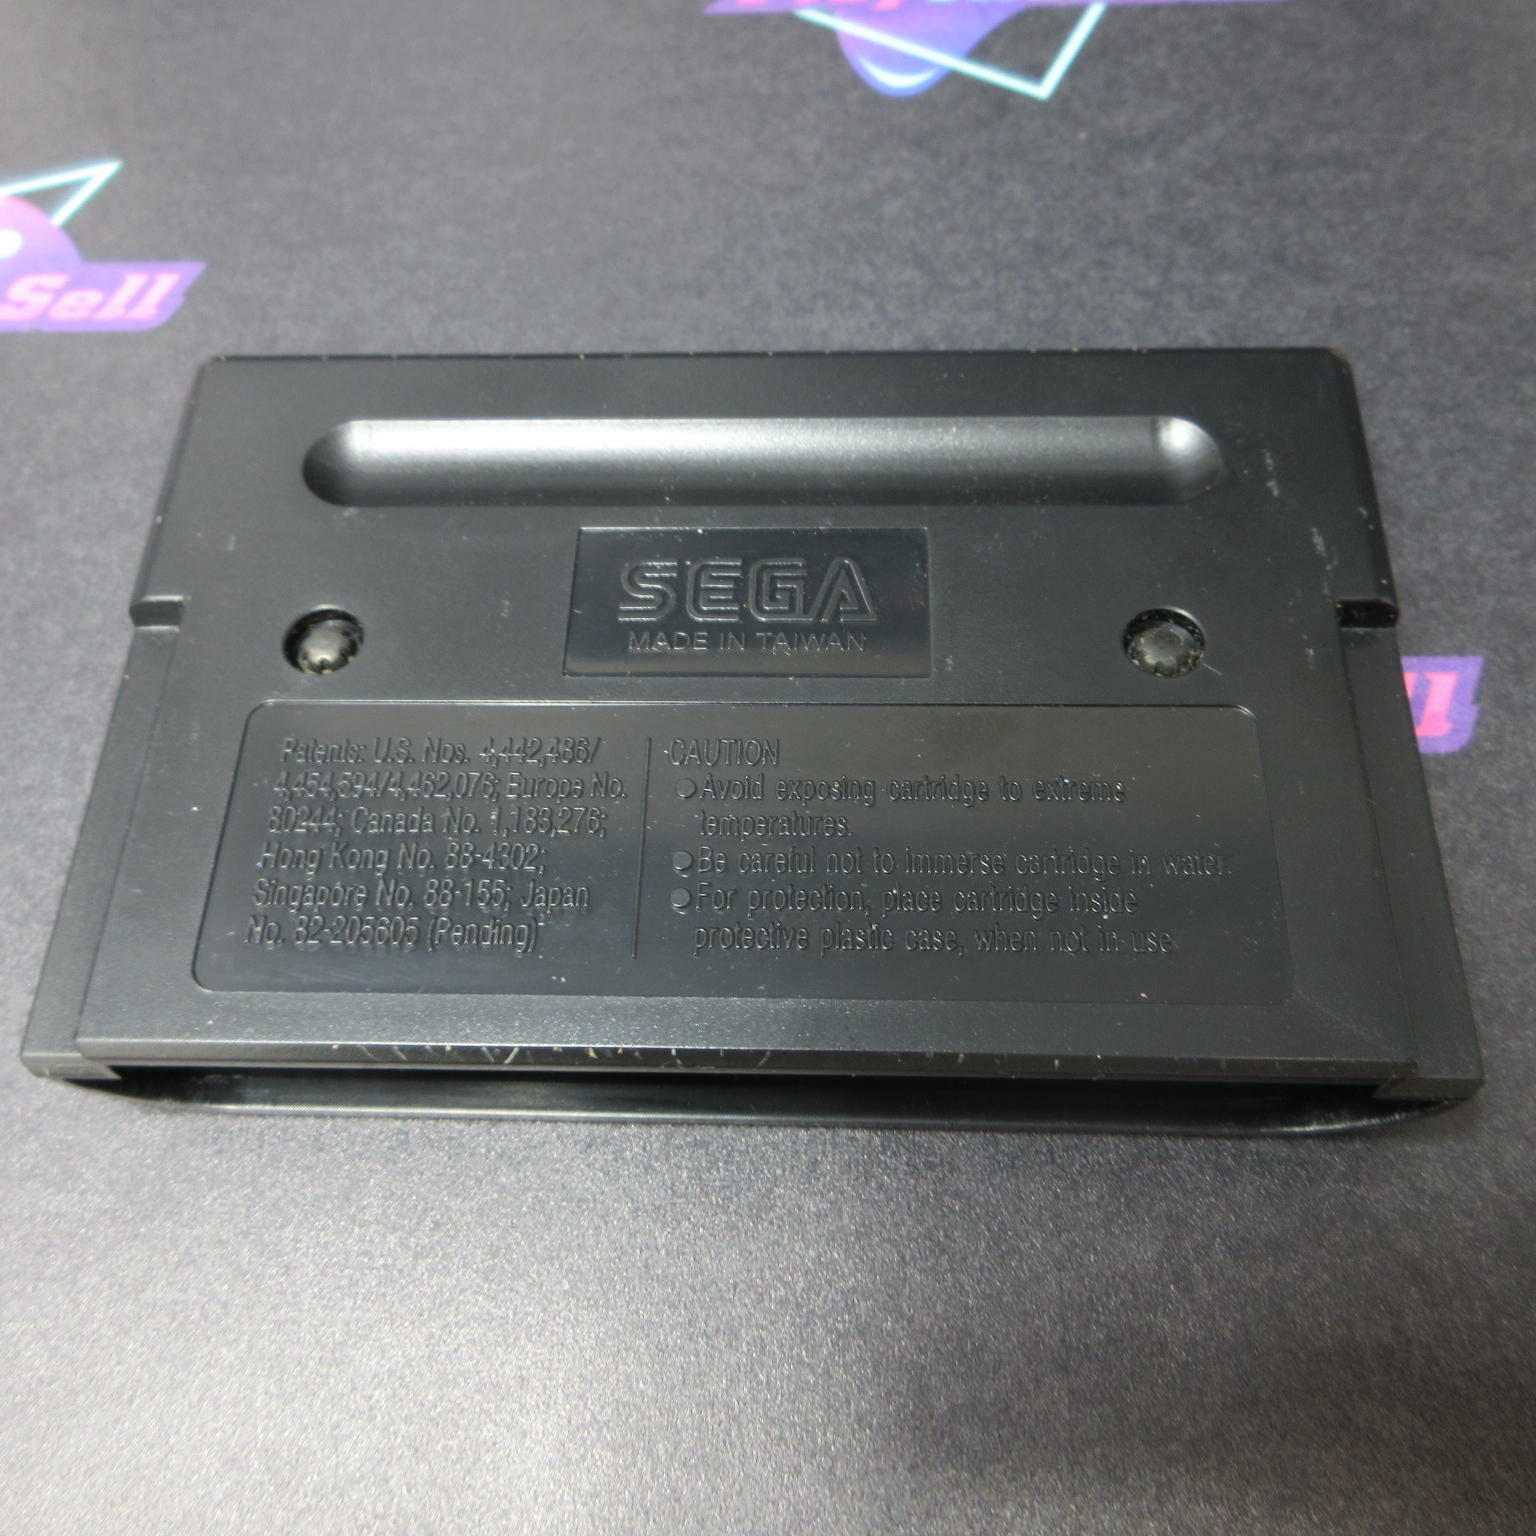 Sell
SEGA
MADE IN TAIWAN
Patents: U.S. Nos. 4,442,486/
4,454,594/4,462,076; Europe No.
80244; Canada No. 1,183,276;
Hong Kong No. 88-4302;
Singapore No. 88-155; Japan
No. 82-205605 (Pending)
CAUTION
●Avoid exposing cartridge to extreme
temperatures.
●Be careful not to immerse cartridge in water.
●For protection, place cartridge inside
protective plastic case, when not in use